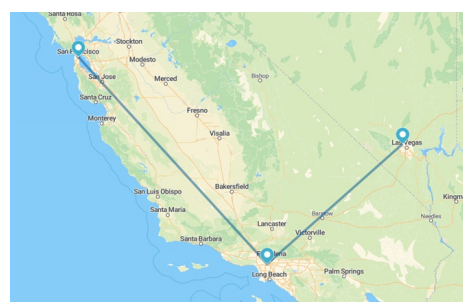 Santa Rosa
Stockton
San Francisco
Modesto
Bishop
San Jose
Merced
Santa Cruz
Fresno
Monterey
Visalia
Las Vegas
Bakersfield
San Luis Obispo
Kingm
Santa Maria
Barstow
Needles
Lancaster
Victorville
Santa Barbara
Palm Springs
Long Beach